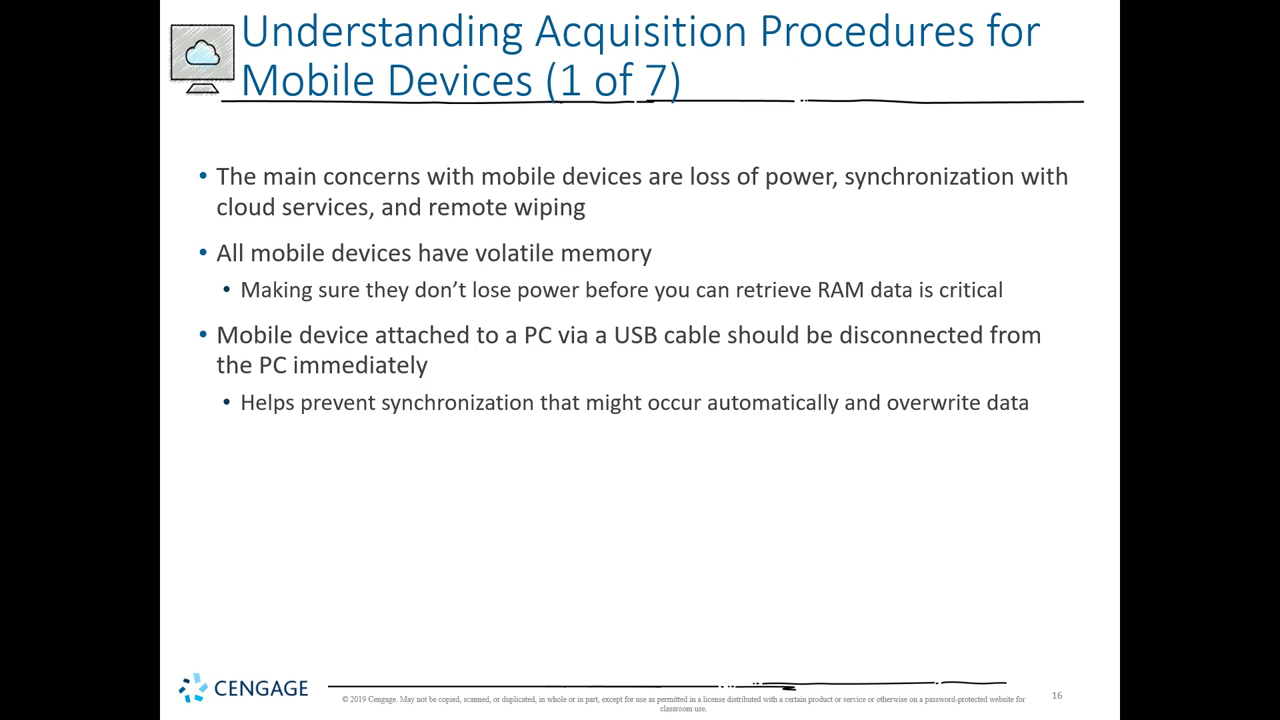 Understanding Acquisition Procedures for
Mobile Devices (1 of 7)
• The main concerns with mobile devices are loss of power, synchronization with
cloud services, and remote wiping
• All mobile devices have volatile memory
• Making sure they don’t lose power before you can retrieve RAM data is critical
• Mobile device attached to a PC via a USB cable should be disconnected from
the PC immediately
• Helps prevent synchronization that might occur automatically and overwrite data
CENGAGE
© 2019 Cengage. May not be copied, scanned, or duplicated, in whole or in part, except for use as permitted in a license distributed with a certain product or service or otherwise on a password-protected website for
classroom use.
16